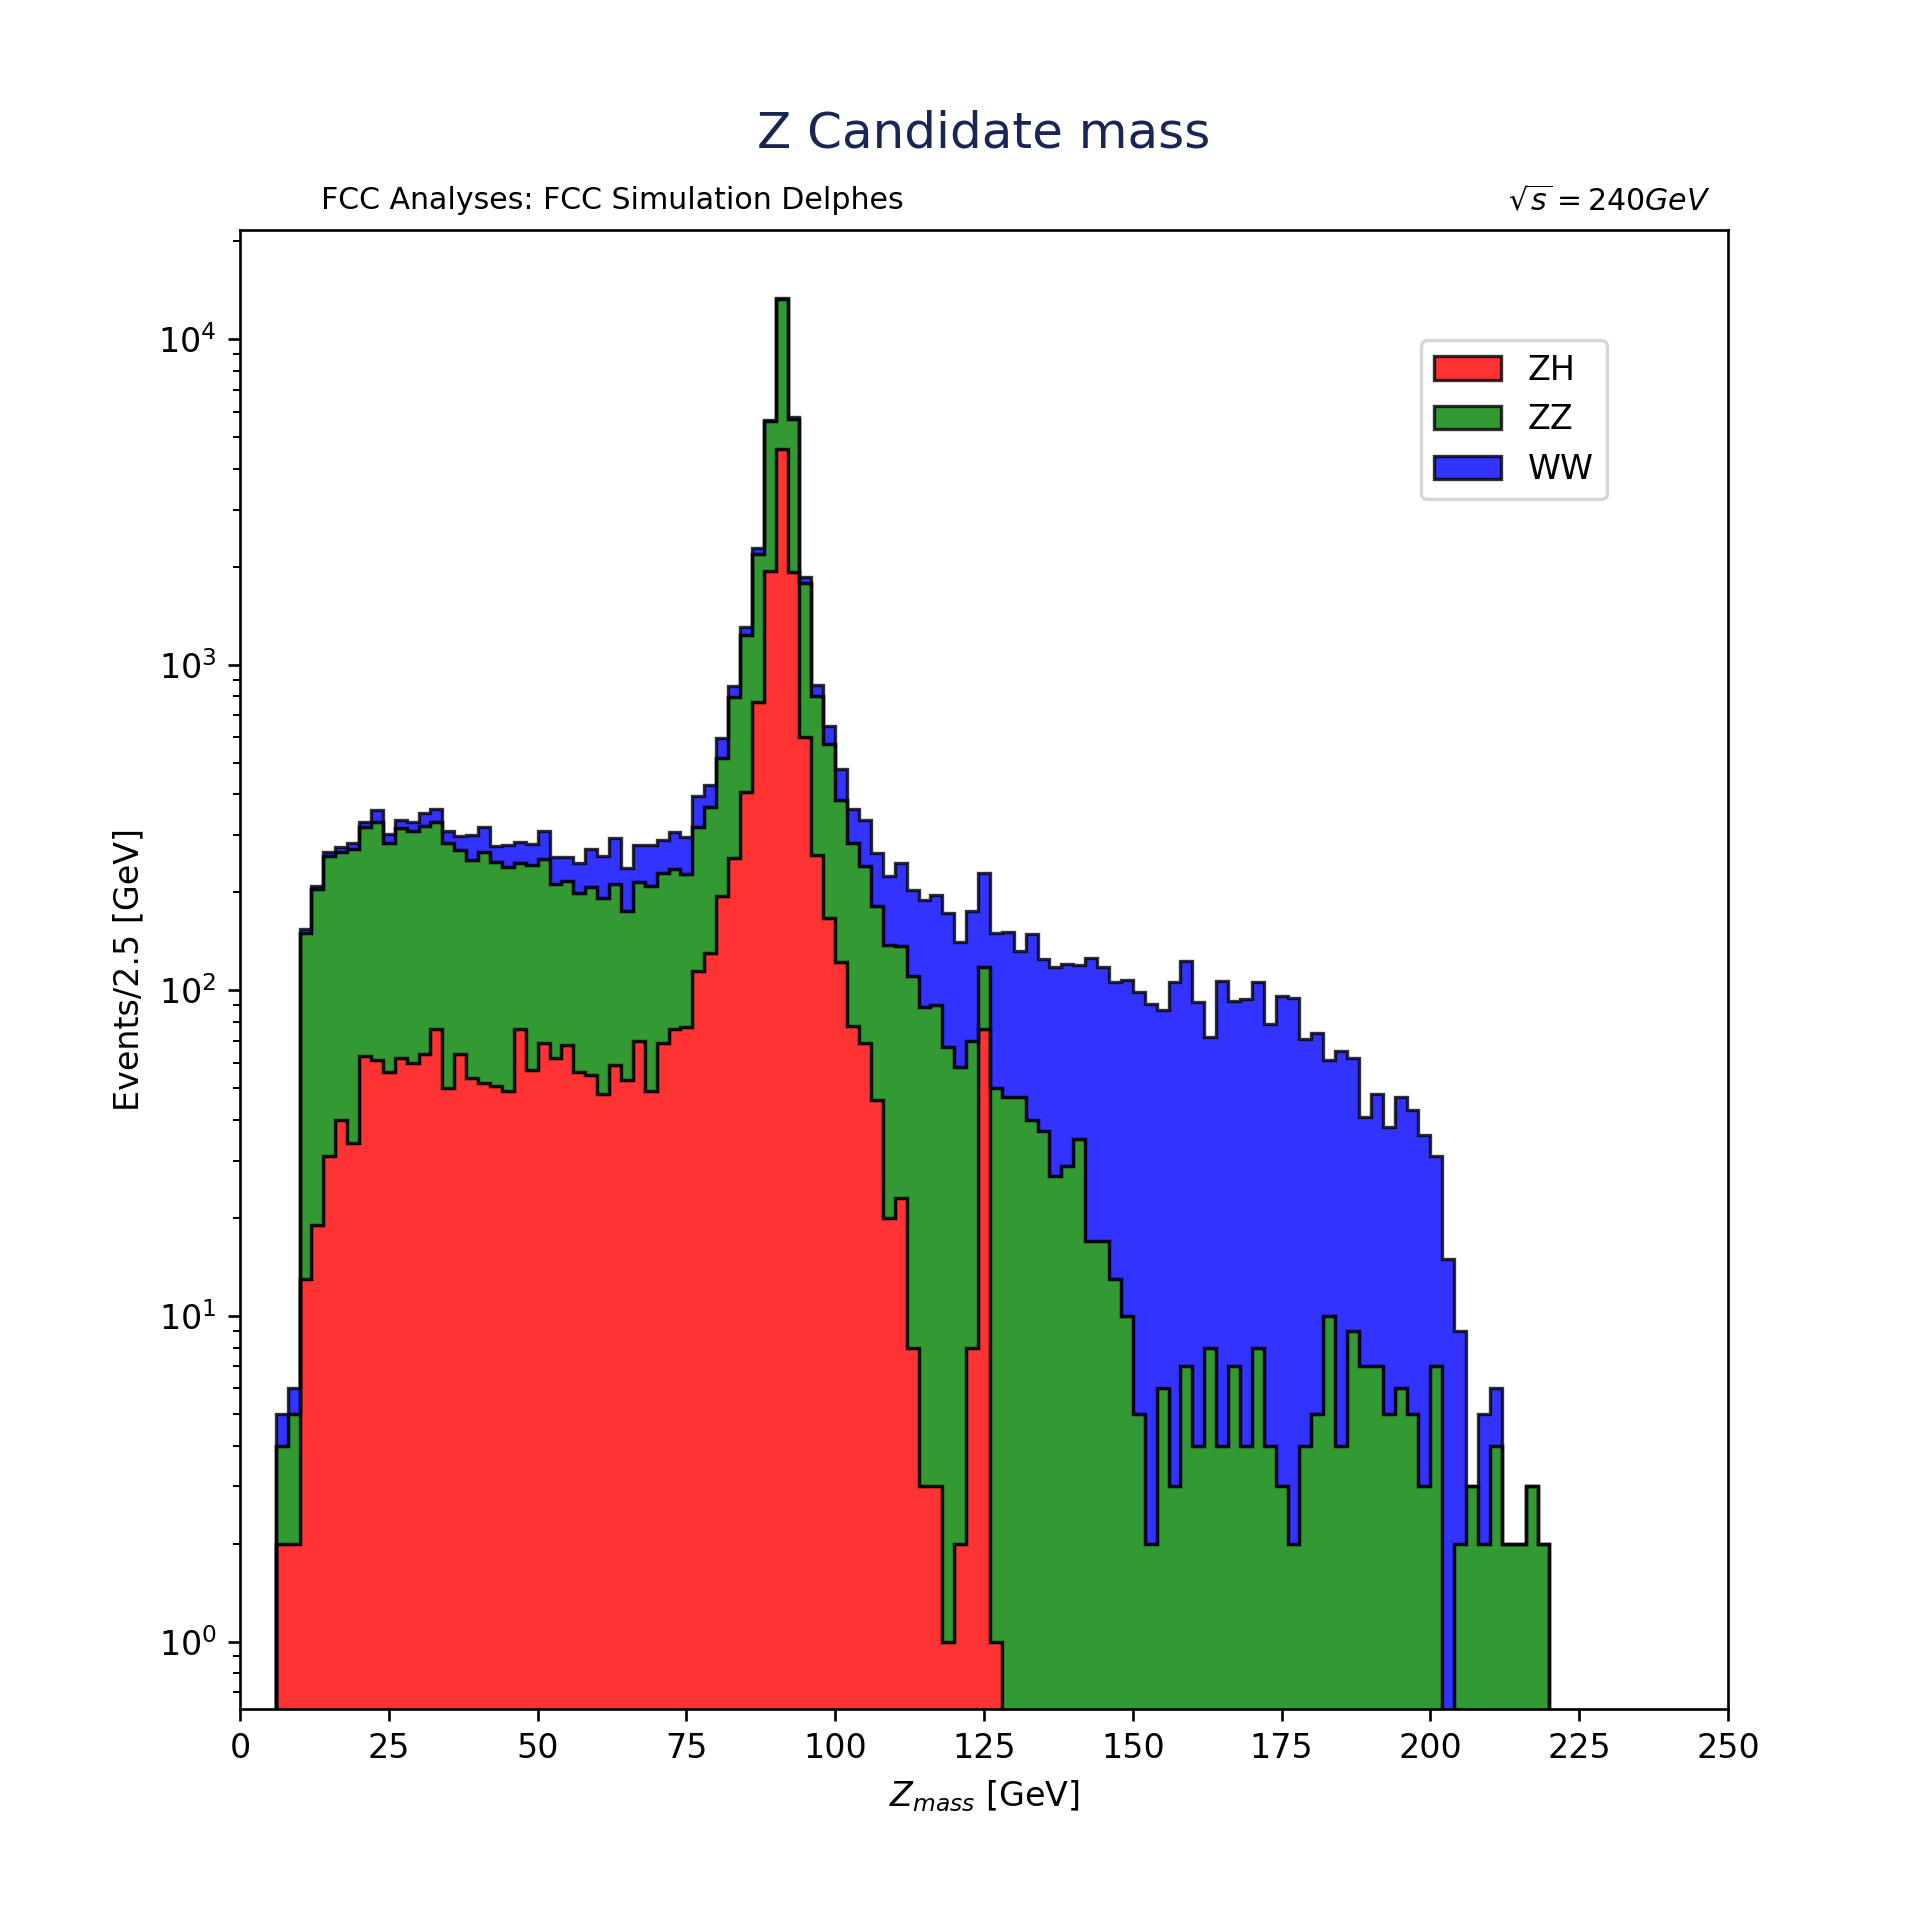 Z Candidate mass
FCC Analyses: FCC Simulation Delphes
√s = 240GeV
10⁴
10³
10²
10¹
10⁰
Events/2.5 [GeV]
ZH
ZZ
WW
0 25 50 75 100 125 150 175 200 225 250
Z_mass [GeV]